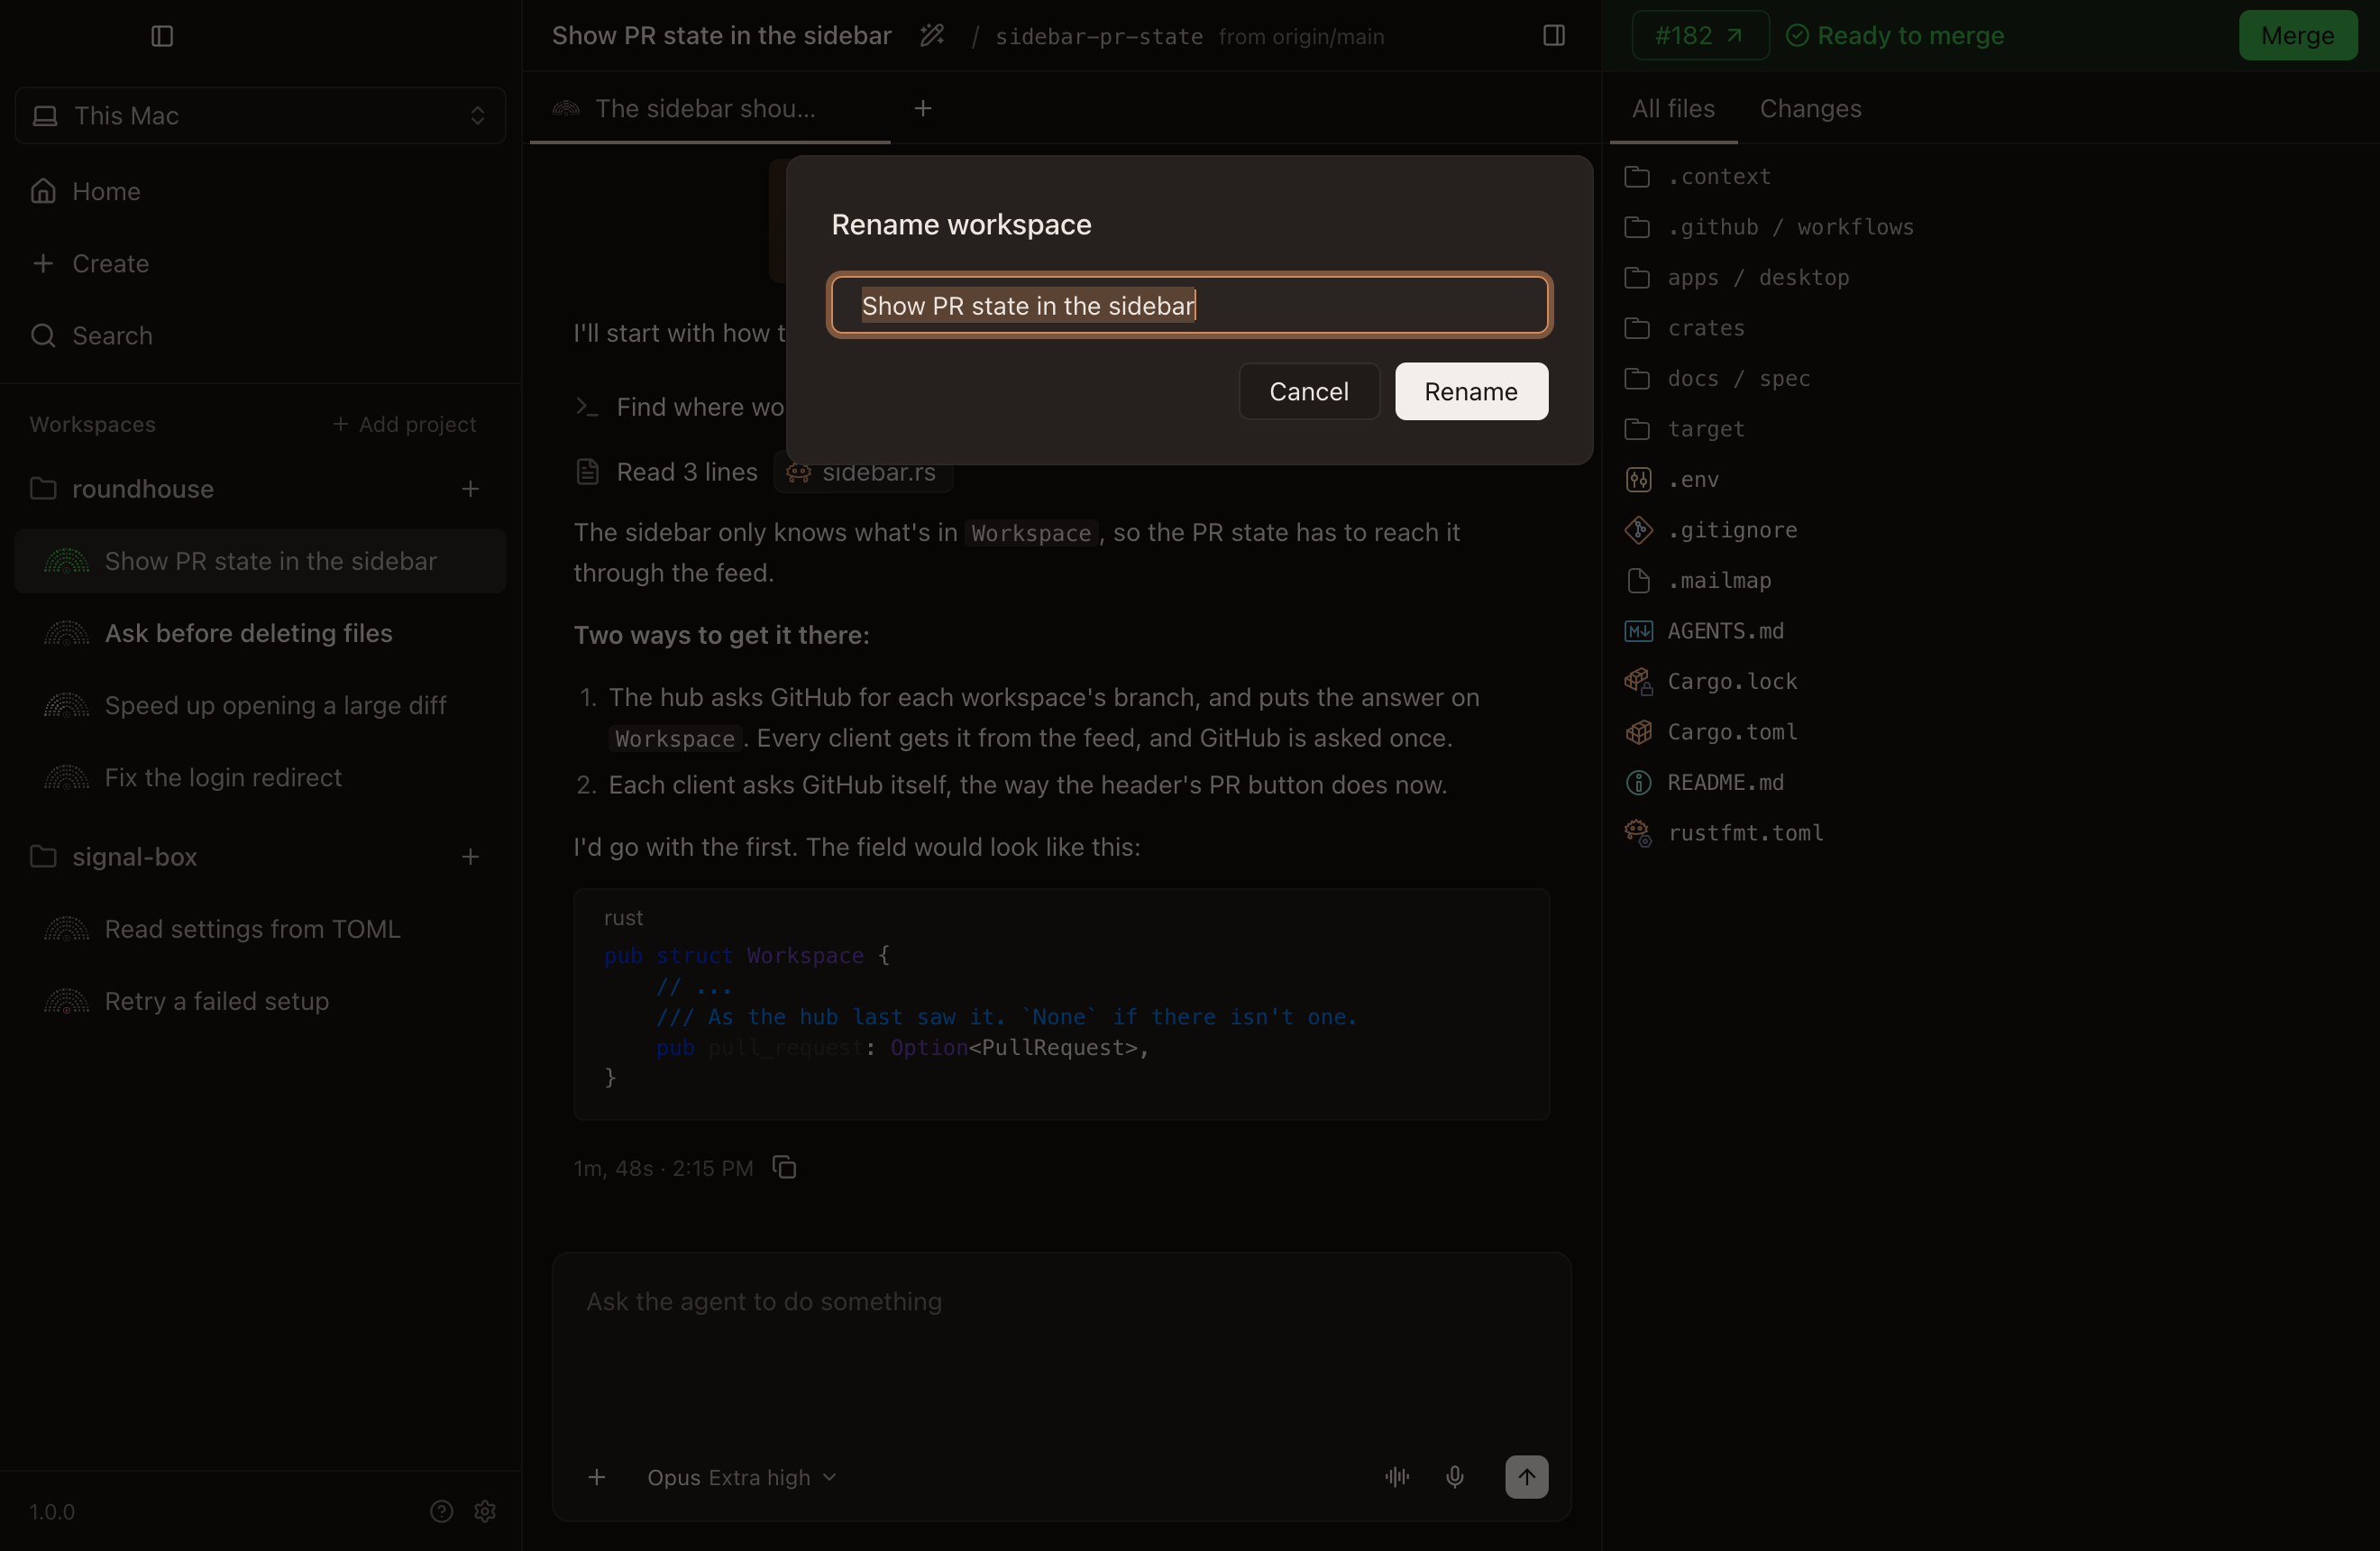 This Mac
Home
Create
Search
Workspaces
Add project
roundhouse
Show PR state in the sidebar
Ask before deleting files
Speed up opening a large diff
Fix the login redirect
signal-box
Read settings from TOML
Retry a failed setup
1.0.0
Show PR state in the sidebar / sidebar-pr-state from origin/main
The sidebar shou...
Rename workspace
Show PR state in the sidebar
Cancel
Rename
I'll start with how t
Find where wo
Read 3 lines sidebar.rs
The sidebar only knows what's in Workspace, so the PR state has to reach it
through the feed.
Two ways to get it there:
1. The hub asks GitHub for each workspace's branch, and puts the answer on
Workspace. Every client gets it from the feed, and GitHub is asked once.
2. Each client asks GitHub itself, the way the header's PR button does now.
I'd go with the first. The field would look like this:
rust
pub struct Workspace {
// ...
/// As the hub last saw it. `None` if there isn't one.
pub pull_request: Option<PullRequest>,
}
1m, 48s · 2:15 PM
Ask the agent to do something
Opus Extra high
#182
Ready to merge
Merge
All files
Changes
.context
.github / workflows
apps / desktop
crates
docs / spec
target
.env
.gitignore
.mailmap
AGENTS.md
Cargo.lock
Cargo.toml
README.md
rustfmt.toml